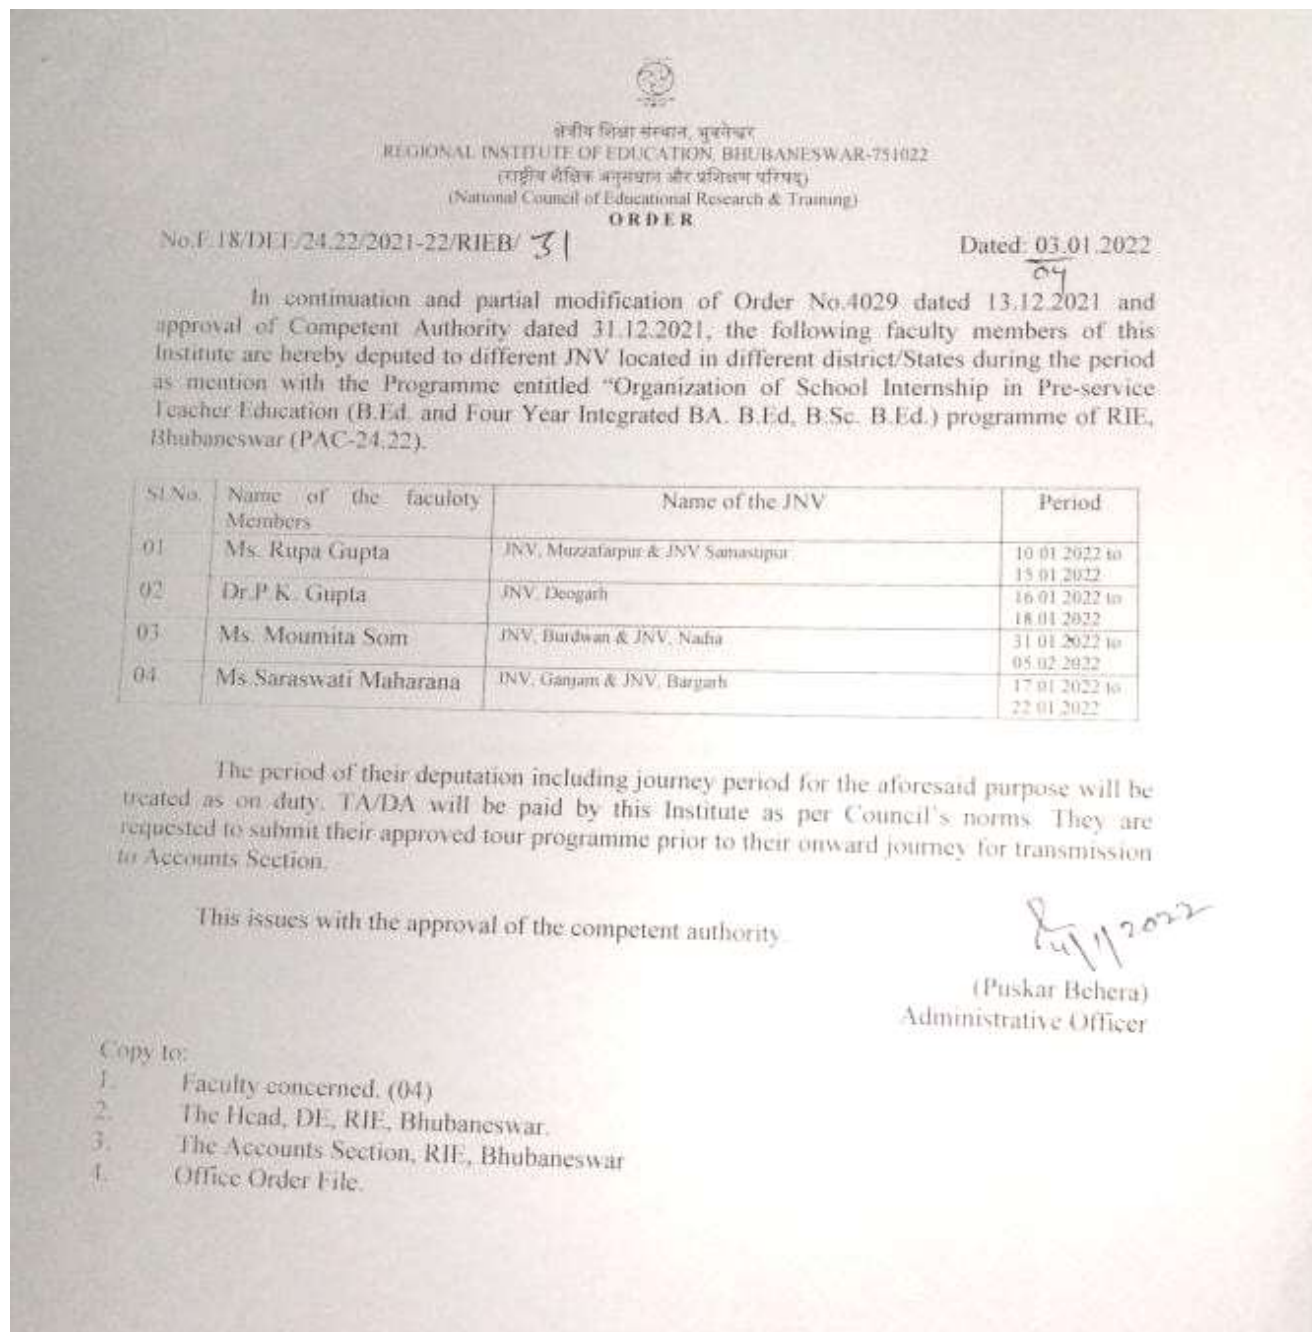 क्षेत्रीय शिक्षा संस्थान, भुवनेश्वर
REGIONAL INSTITUTE OF EDUCATION, BHUBANESWAR-751022
(राष्ट्रीय शैक्षिक अनुसंधान और प्रशिक्षण परिषद्)
(National Council of Educational Research & Training)
ORDER
No.F.18/DEE/24.22/2021-22/RIEB/ 31 Dated: 03.01.2022
04
In continuation and partial modification of Order No.4029 dated 13.12.2021 and
approval of Competent Authority dated 31.12.2021, the following faculty members of this
Institute are hereby deputed to different JNV located in different district/States during the period
as mention with the Programme entitled “Organization of School Internship in Pre-service
Teacher Education (B.Ed. and Four Year Integrated BA. B.Ed, B.Sc. B.Ed.) programme of RIE,
Bhubaneswar (PAC-24.22).
Sl.No. Name of the faculoty Name of the JNV Period
Members
01 Ms. Rupa Gupta JNV, Muzzafarpur & JNV Samastipur 10.01.2022 to
15.01.2022
02 Dr.P.K. Gupta JNV, Deogarh 16.01.2022 to
18.01.2022
03 Ms. Moumita Som JNV, Burdwan & JNV, Nadia 31.01.2022 to
05.02.2022
04 Ms.Saraswati Maharana JNV, Ganjam & JNV, Bargarh 17.01.2022 to
22.01.2022
The period of their deputation including journey period for the aforesaid purpose will be
treated as on duty. TA/DA will be paid by this Institute as per Council's norms. They are
requested to submit their approved tour programme prior to their onward journey for transmission
to Accounts Section.
This issues with the approval of the competent authority.
4/1/2022
(Puskar Behera)
Administrative Officer
Copy to:
1. Faculty concerned. (04)
2. The Head, DE, RIE, Bhubaneswar.
3. The Accounts Section, RIE, Bhubaneswar
4. Office Order File.